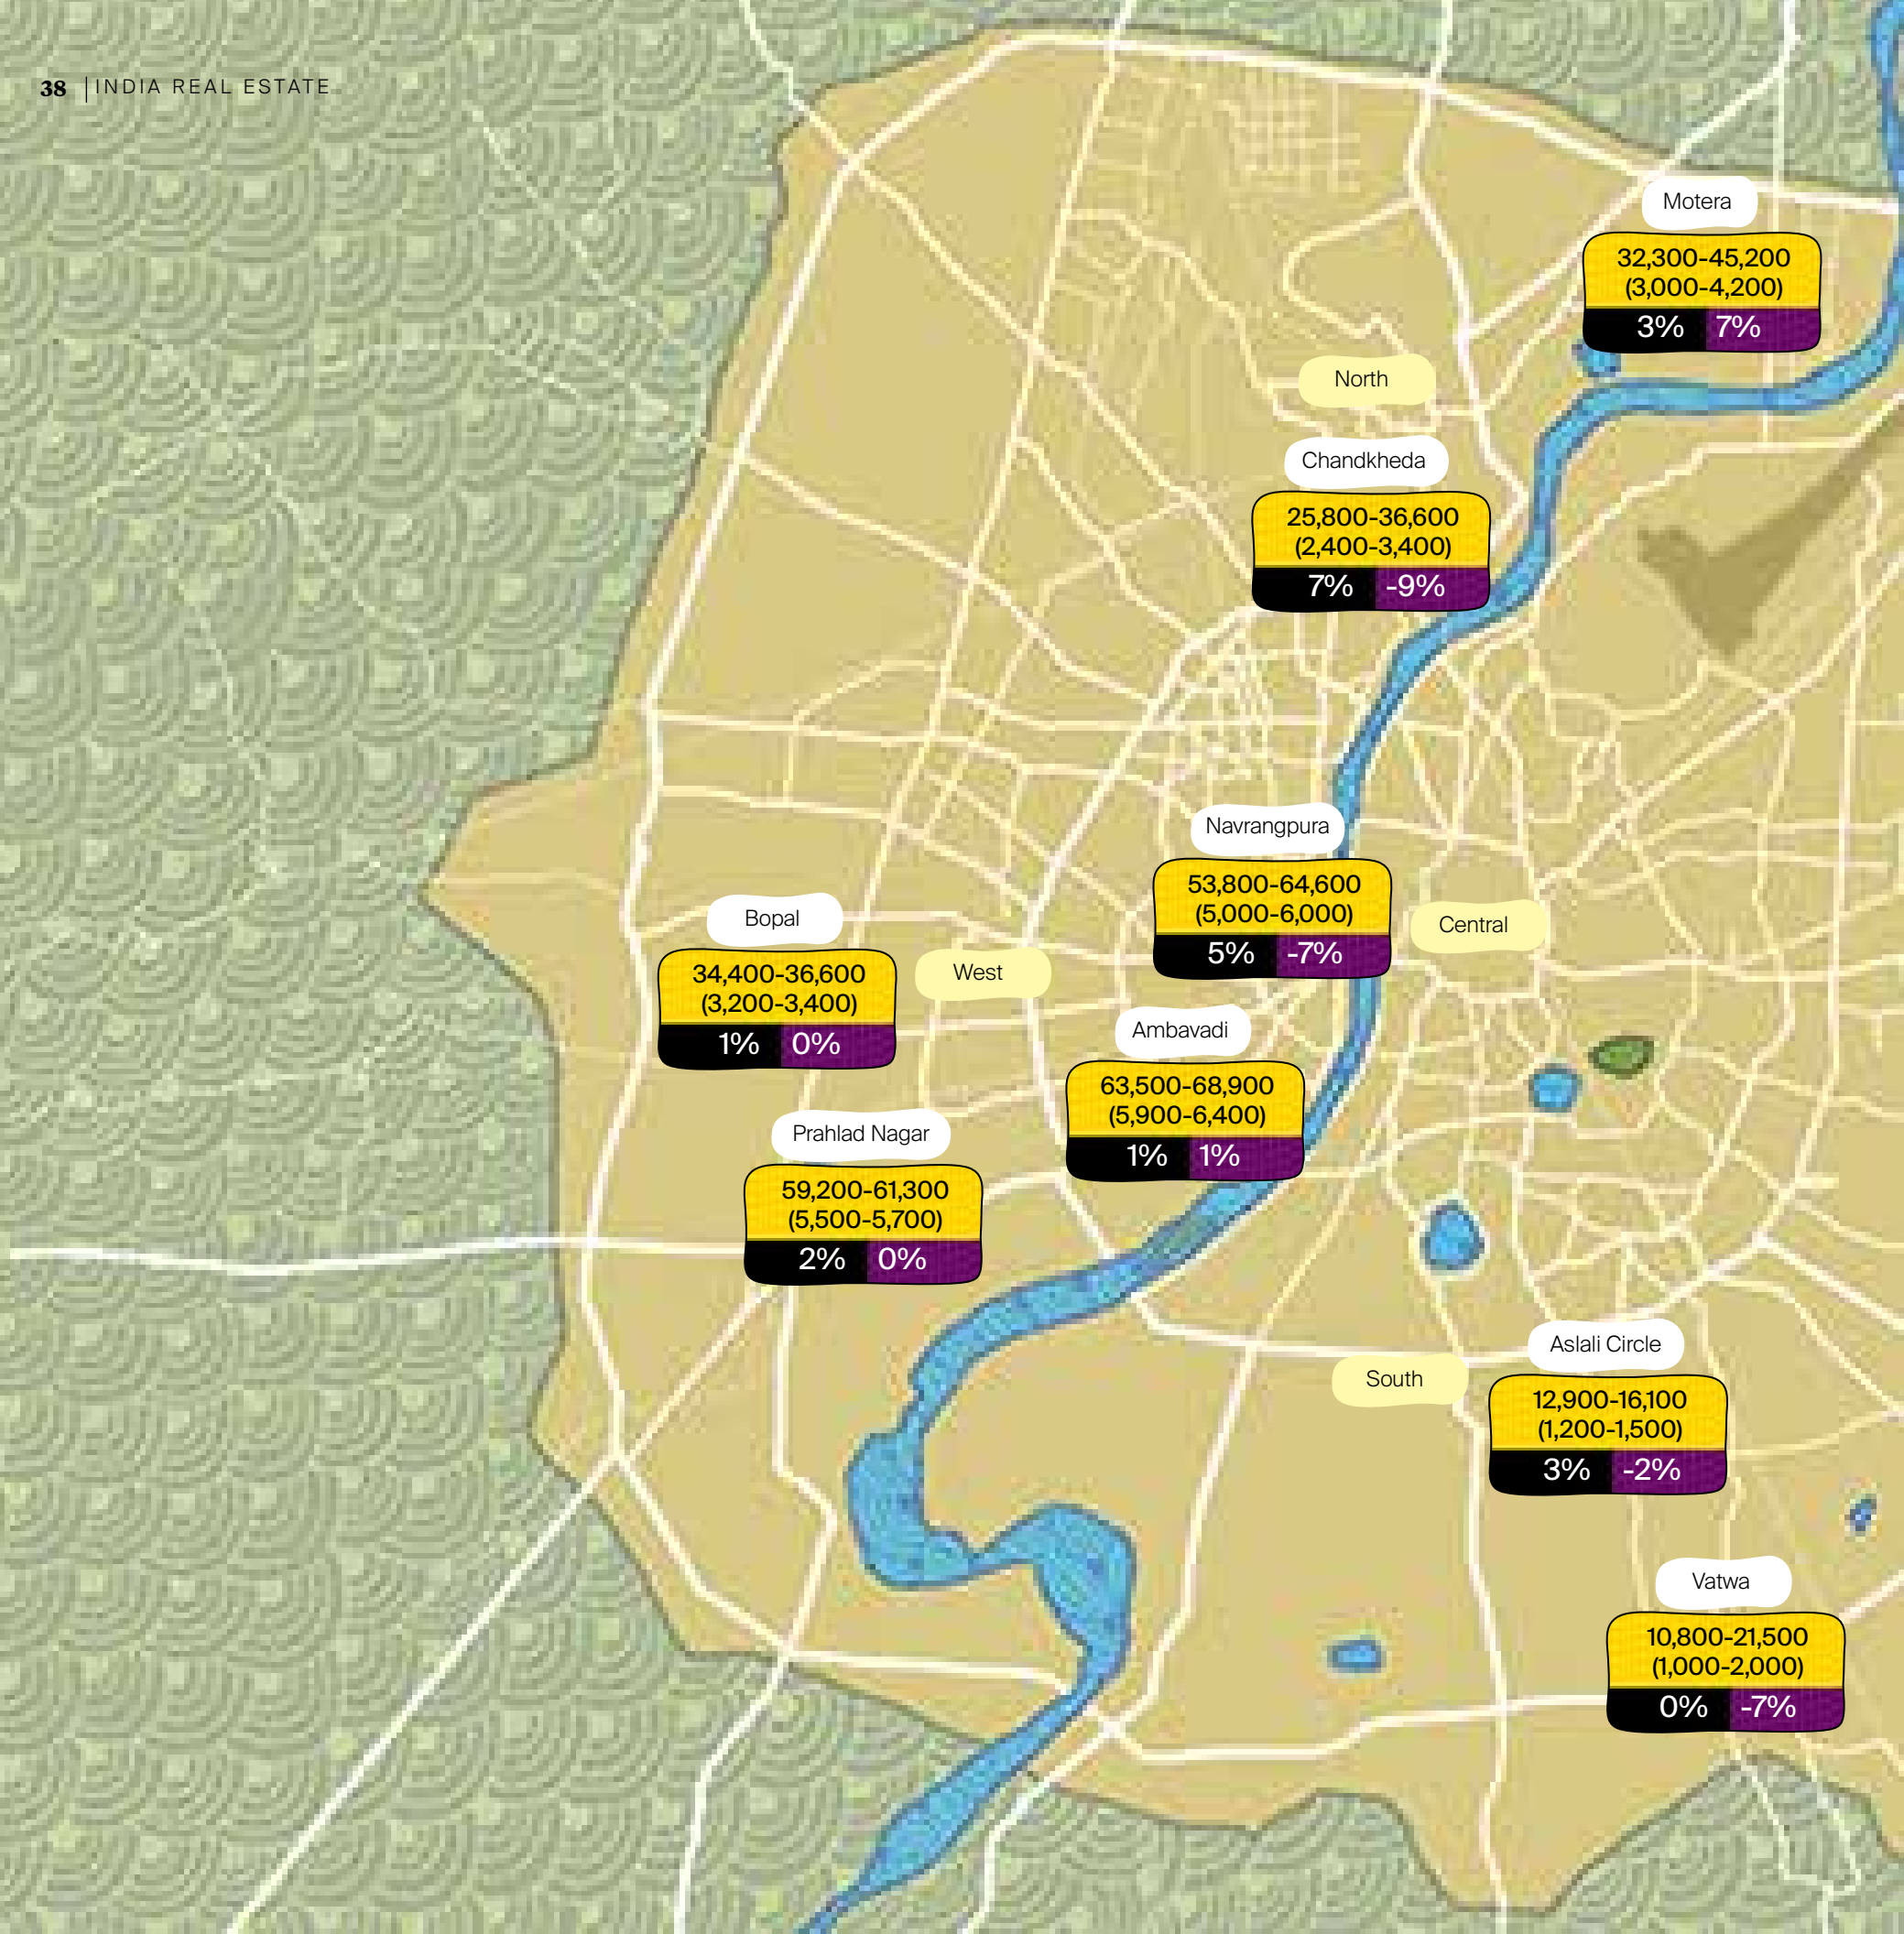 38 | INDIA REAL ESTATE
Motera
32,300-45,200
(3,000-4,200)
3% 7%
North
Chandkheda
25,800-36,600
(2,400-3,400)
7% -9%
Navrangpura
53,800-64,600
(5,000-6,000)
5% -7%
Central
Bopal
34,400-36,600
(3,200-3,400)
1% 0%
West
Ambavadi
63,500-68,900
(5,900-6,400)
1% 1%
Prahlad Nagar
59,200-61,300
(5,500-5,700)
2% 0%
South
Aslali Circle
12,900-16,100
(1,200-1,500)
3% -2%
Vatwa
10,800-21,500
(1,000-2,000)
0% -7%